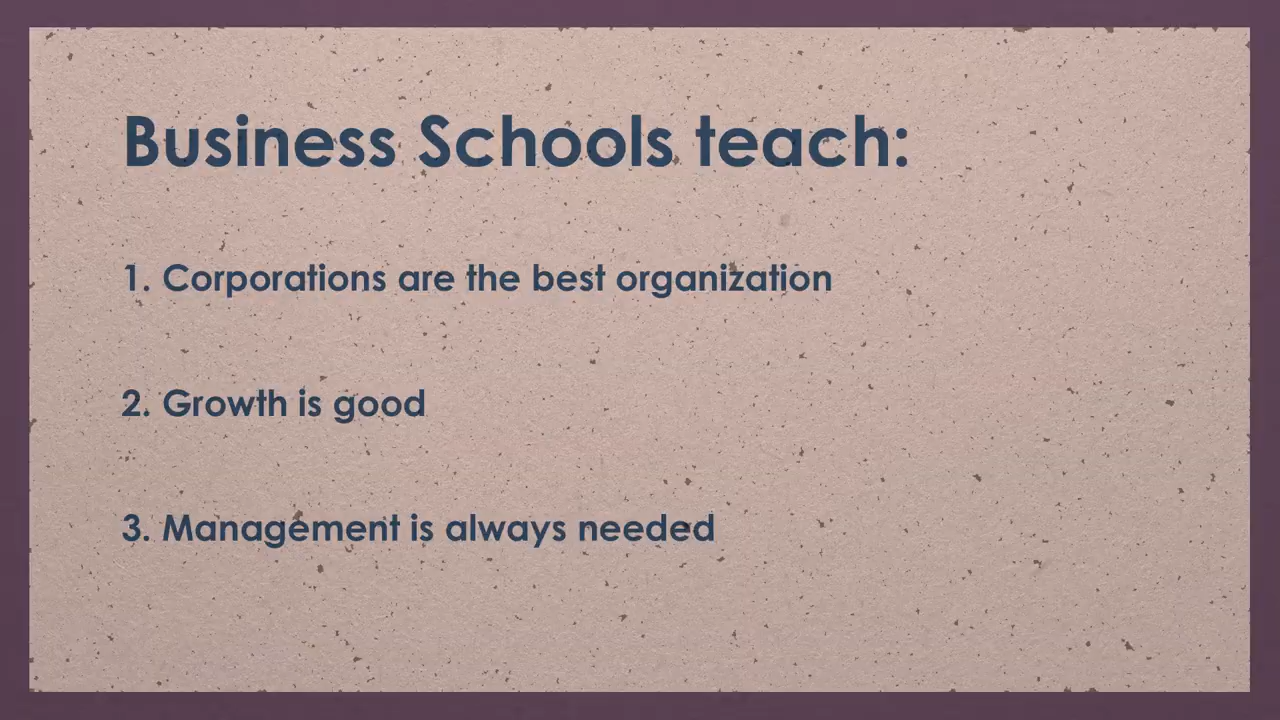 Business Schools teach:
1. Corporations are the best organization
2. Growth is good
3. Management is always needed